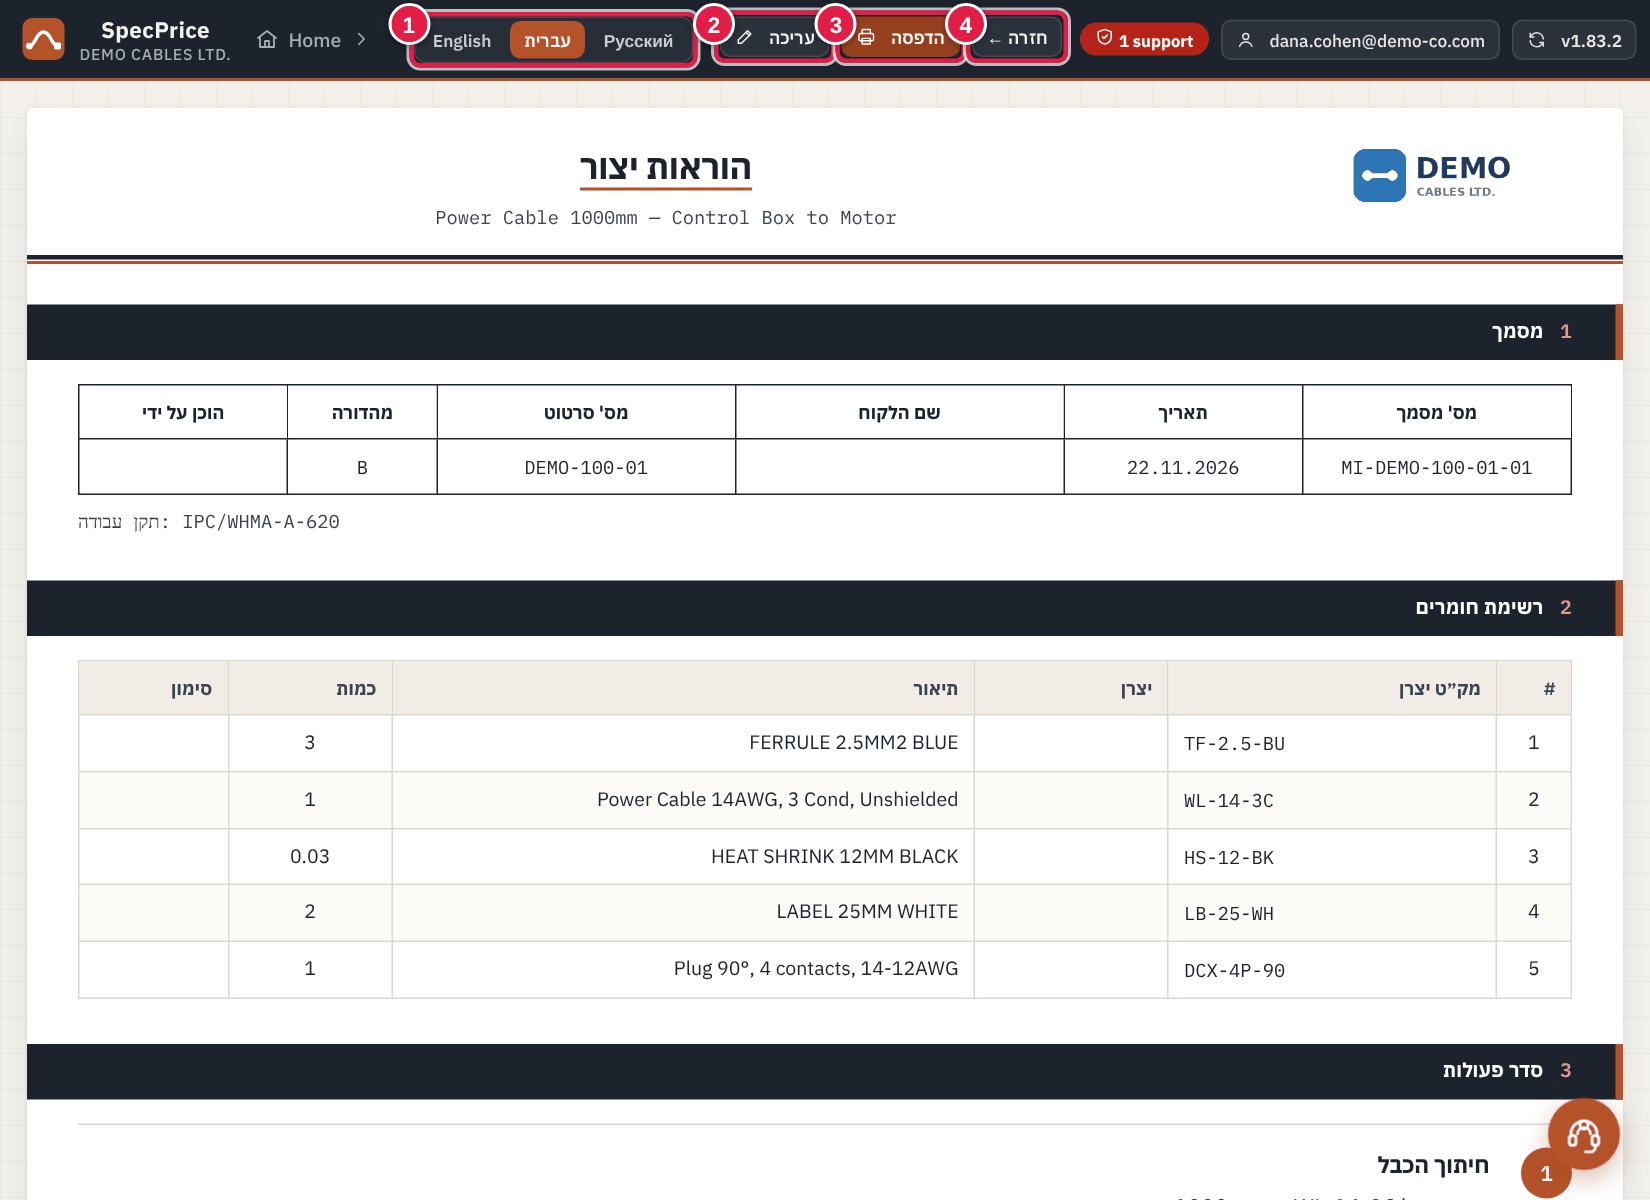 SpecPrice
DEMO CABLES LTD.
Home
1
English
עברית
Русский
2
עריכה
3
הדפסה
4
חזרה ←
1 support
dana.cohen@demo-co.com
v1.83.2
הוראות יצור
Power Cable 1000mm — Control Box to Motor
DEMO
CABLES LTD.
1 מסמך
מס' מסמך תאריך שם הלקוח מס' סרטוט מהדורה הוכן על ידי
MI-DEMO-100-01-01 22.11.2026 DEMO-100-01 B
תקן עבודה: IPC/WHMA-A-620
2 רשימת חומרים
# מק״ט יצרן יצרן תיאור כמות סימון
1 TF-2.5-BU FERRULE 2.5MM2 BLUE 3
2 WL-14-3C Power Cable 14AWG, 3 Cond, Unshielded 1
3 HS-12-BK HEAT SHRINK 12MM BLACK 0.03
4 LB-25-WH LABEL 25MM WHITE 2
5 DCX-4P-90 Plug 90°, 4 contacts, 14-12AWG 1
3 סדר פעולות
1 חיתוך הכבל